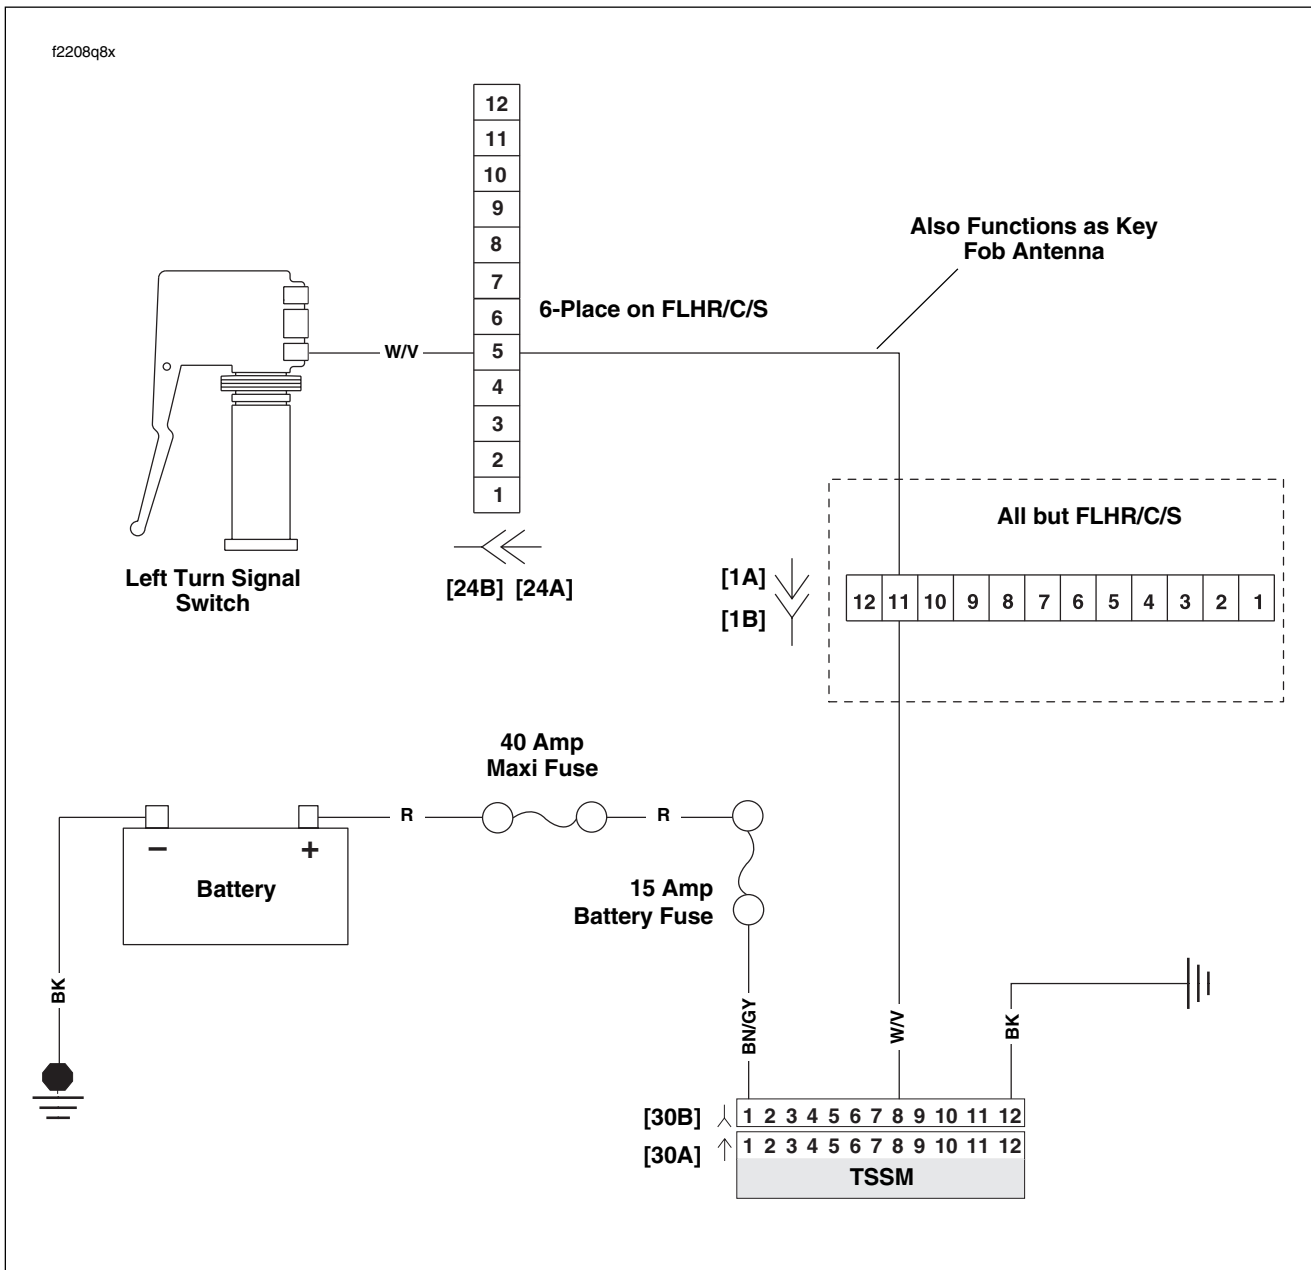 f2208q8x
12
11
10
9
8
7
6
5
4
3
2
1
6-Place on FLHR/C/S
Also Functions as Key
Fob Antenna
W/V
Left Turn Signal
Switch
[24B] [24A]
All but FLHR/C/S
[1A]
[1B]
12 11 10 9 8 7 6 5 4 3 2 1
40 Amp
Maxi Fuse
R
R
− +
Battery
15 Amp
Battery Fuse
BK
BN/GY
W/V
BK
[30B] 1 2 3 4 5 6 7 8 9 10 11 12
[30A] 1 2 3 4 5 6 7 8 9 10 11 12
TSSM